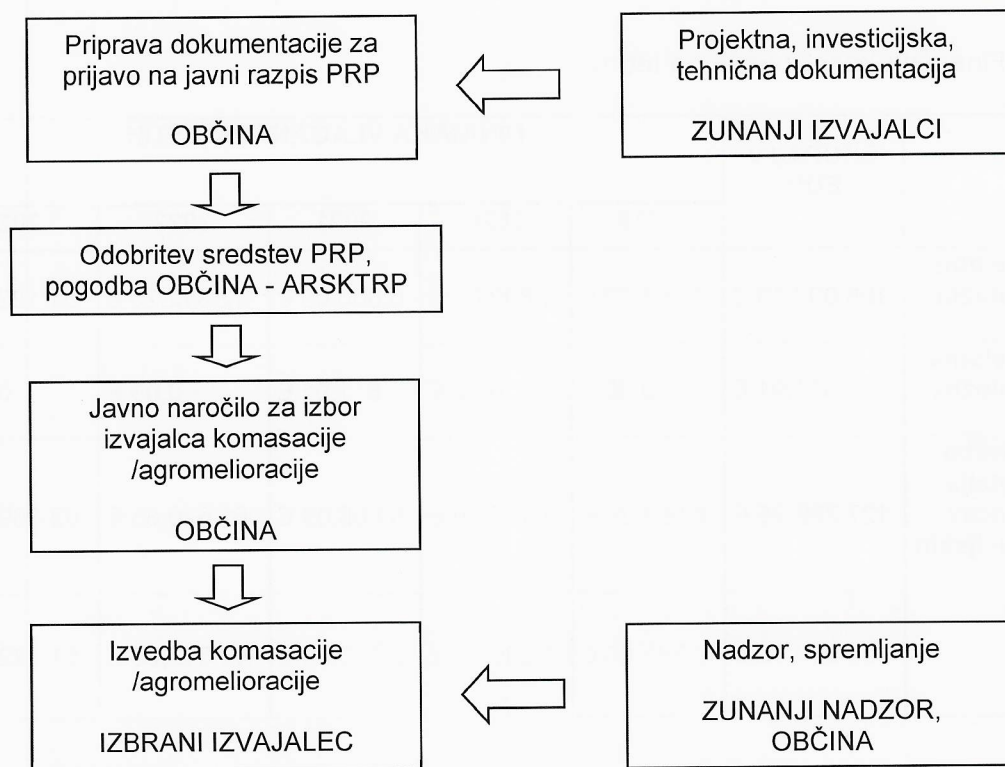 Priprava dokumentacije za
prijavo na javni razpis PRP
OBČINA
Projektna, investicijska,
tehnična dokumentacija
ZUNANJI IZVAJALCI
Odobritev sredstev PRP,
pogodba OBČINA - ARSKTRP
Javno naročilo za izbor
izvajalca komasacije
/agromelioracije
OBČINA
Izvedba komasacije
/agromelioracije
IZBRANI IZVAJALEC
Nadzor, spremljanje
ZUNANJI NADZOR,
OBČINA